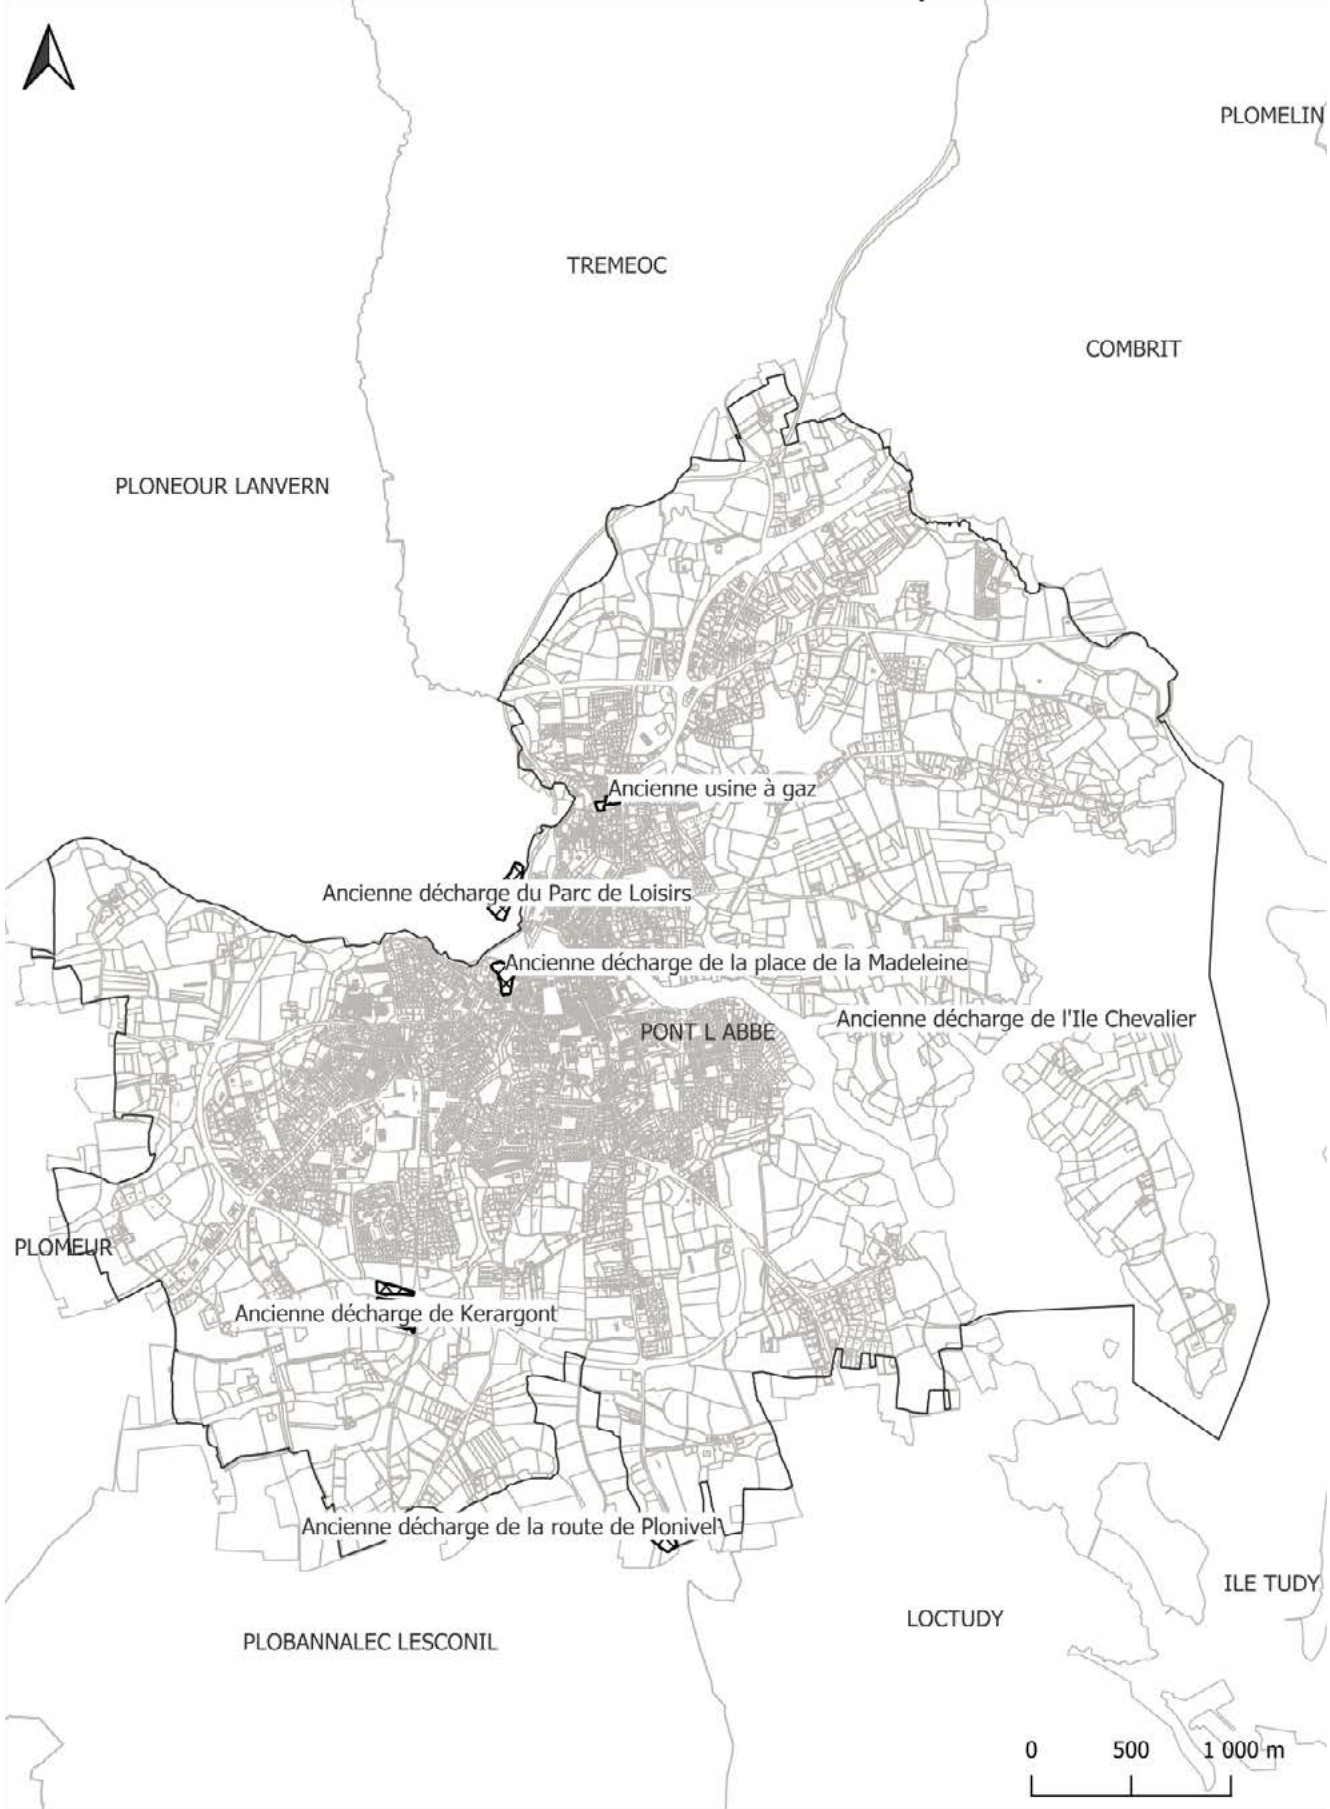 PLOMELIN
TREMEOC
COMBRIT
PLONEOUR LANVERN
Ancienne usine à gaz
Ancienne décharge du Parc de Loisirs
Ancienne décharge de la place de la Madeleine
Ancienne décharge de l'Ile Chevalier
PONT L ABBE
PLOMEUR
Ancienne décharge de Kerargont
Ancienne décharge de la route de Plonivel
ILE TUDY
LOCTUDY
PLOBANNALEC LESCONIL
0 500 1 000 m